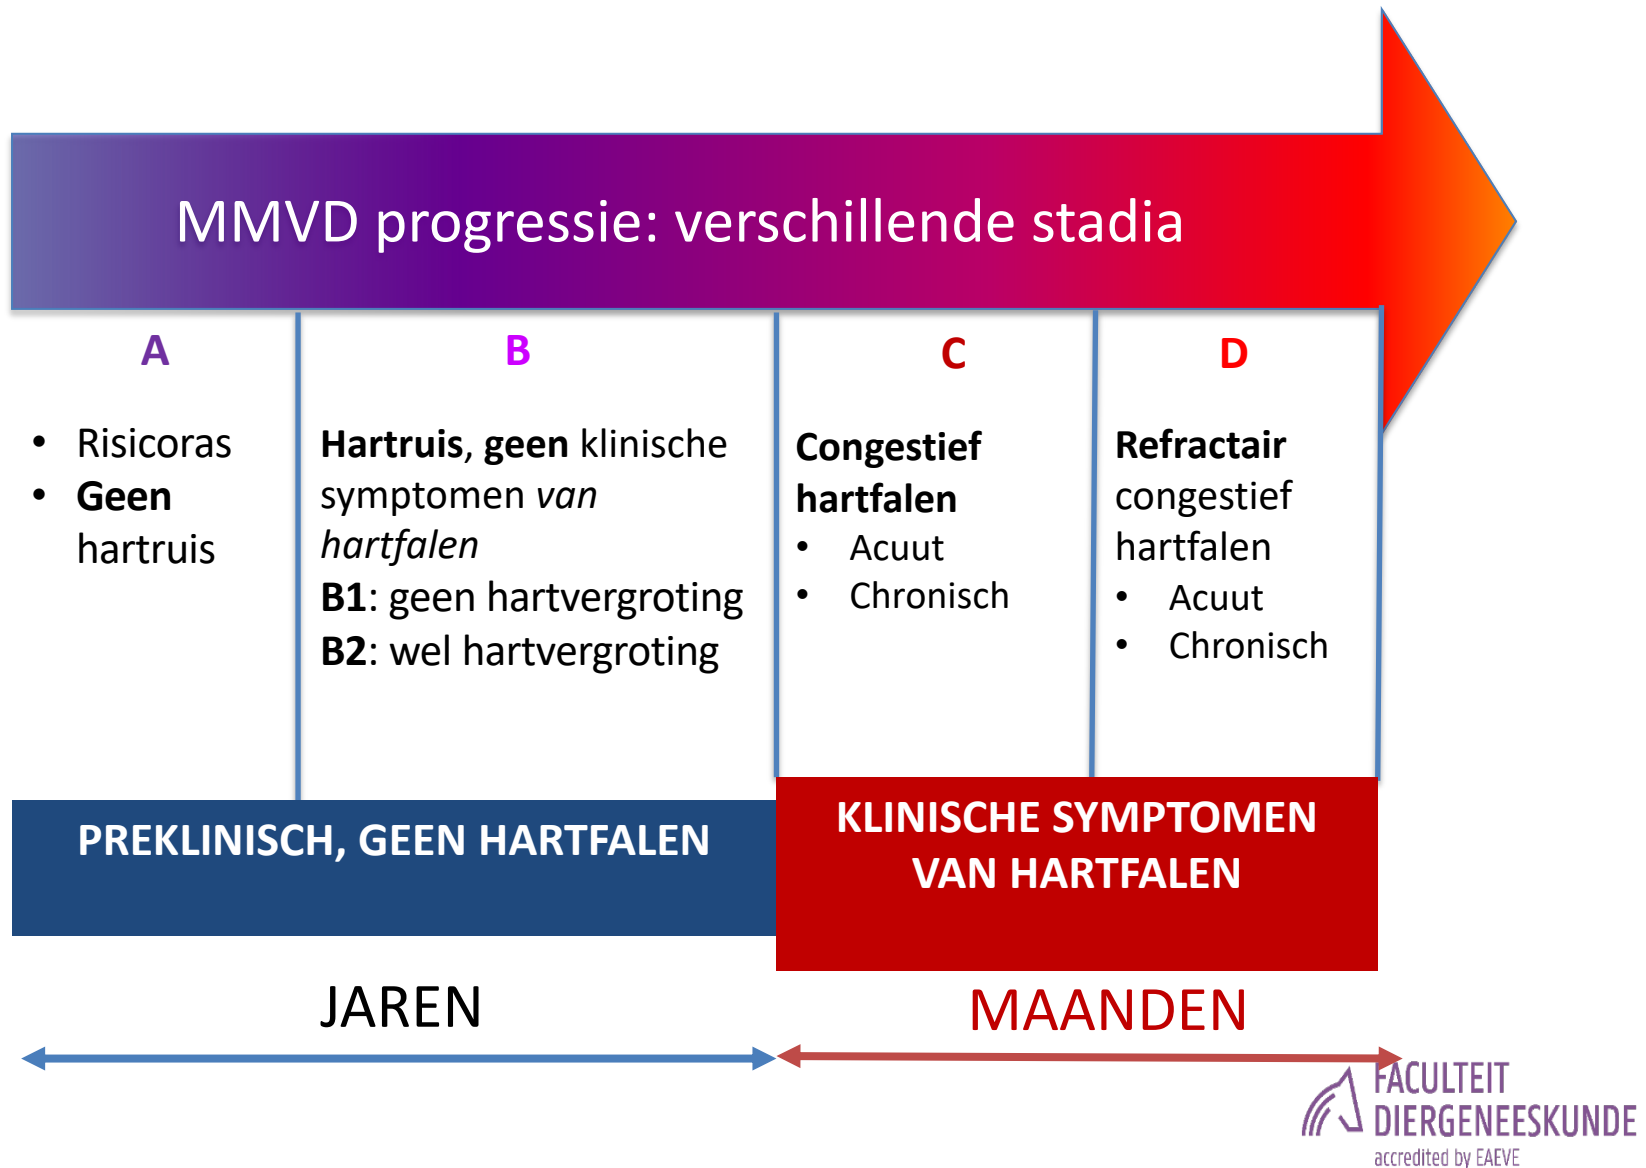 MMVD progressie: verschillende stadia
A
• Risicoras
• Geen
hartruis
B
Hartruis, geen klinische
symptomen van
hartfalen
B1: geen hartvergroting
B2: wel hartvergroting
C
Congestief
hartfalen
• Acuut
• Chronisch
D
Refractair
congestief
hartfalen
• Acuut
• Chronisch
PREKLINISCH, GEEN HARTFALEN
KLINISCHE SYMPTOMEN
VAN HARTFALEN
JAREN
MAANDEN
FACULTEIT
DIERGENEESKUNDE
accredited by EAEVE